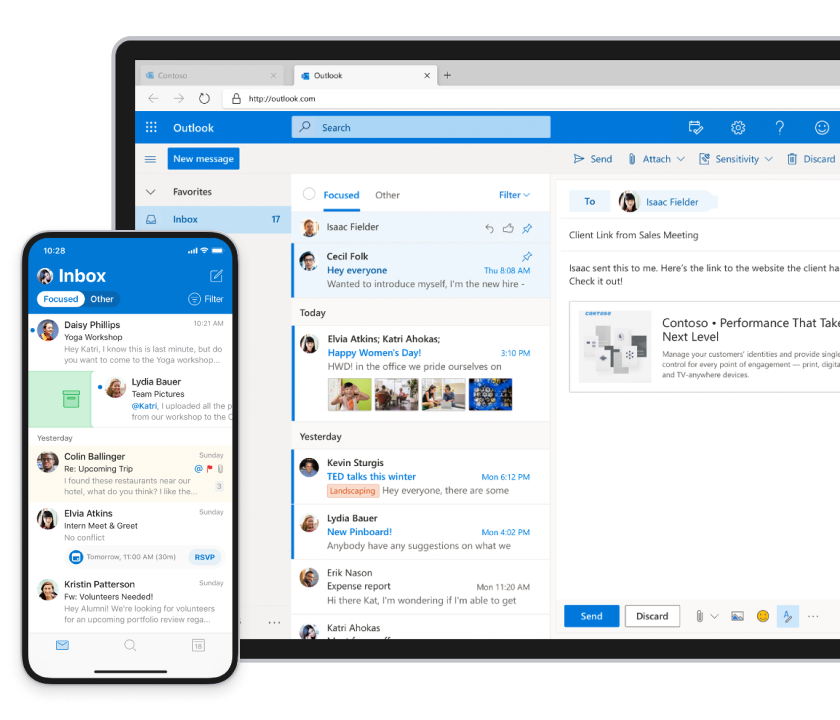 Contoso
Outlook
http://outlook.com
Outlook
Search
New message
Send
Attach
Sensitivity
Discard
Favorites
Inbox 17
Focused
Other
Filter
Isaac Fielder
Cecil Folk
Hey everyone
Thu 8:08 AM
Wanted to introduce myself, I'm the new hire -
Today
Elvia Atkins; Katri Ahokas;
Happy Women's Day!
3:10 PM
HWD! in the office we pride ourselves on
Yesterday
Kevin Sturgis
TED talks this winter
Mon 6:12 PM
Landscaping Hey everyone, there are some
Lydia Bauer
New Pinboard!
Mon 4:02 PM
Anybody have any suggestions on what we
Erik Nason
Expense report
Mon 11:20 AM
Hi there Kat, I'm wondering if I'm able to get
Katri Ahokas
To
Isaac Fielder
Client Link from Sales Meeting
Isaac sent this to me. Here's the link to the website the client ha
Check it out!
CONTOSO
Contoso • Performance That Take
Next Level
Manage your customers' identities and provide single
control for every point of engagement — print, digita
and TV-anywhere devices.
Send
Discard
10:28
Inbox
Focused
Other
Filter
Daisy Phillips
10:21 AM
Yoga Workshop
Hey Katri, I know this is last minute, but do
you want to come to the Yoga workshop...
Lydia Bauer
Team Pictures
@Katri, I uploaded all the p
from our workshop to the
Yesterday
Colin Ballinger
Sunday
Re: Upcoming Trip
@
I found these restaurants near our
hotel, what do you think? I like the...
3
Elvia Atkins
Sunday
Intern Meet & Greet
No conflict
Tomorrow, 11:00 AM (30m)
RSVP
Kristin Patterson
Sunday
Fw: Volunteers Needed!
Hey Alumni! We're looking for volunteers
for an upcoming portfolio review rega...
18